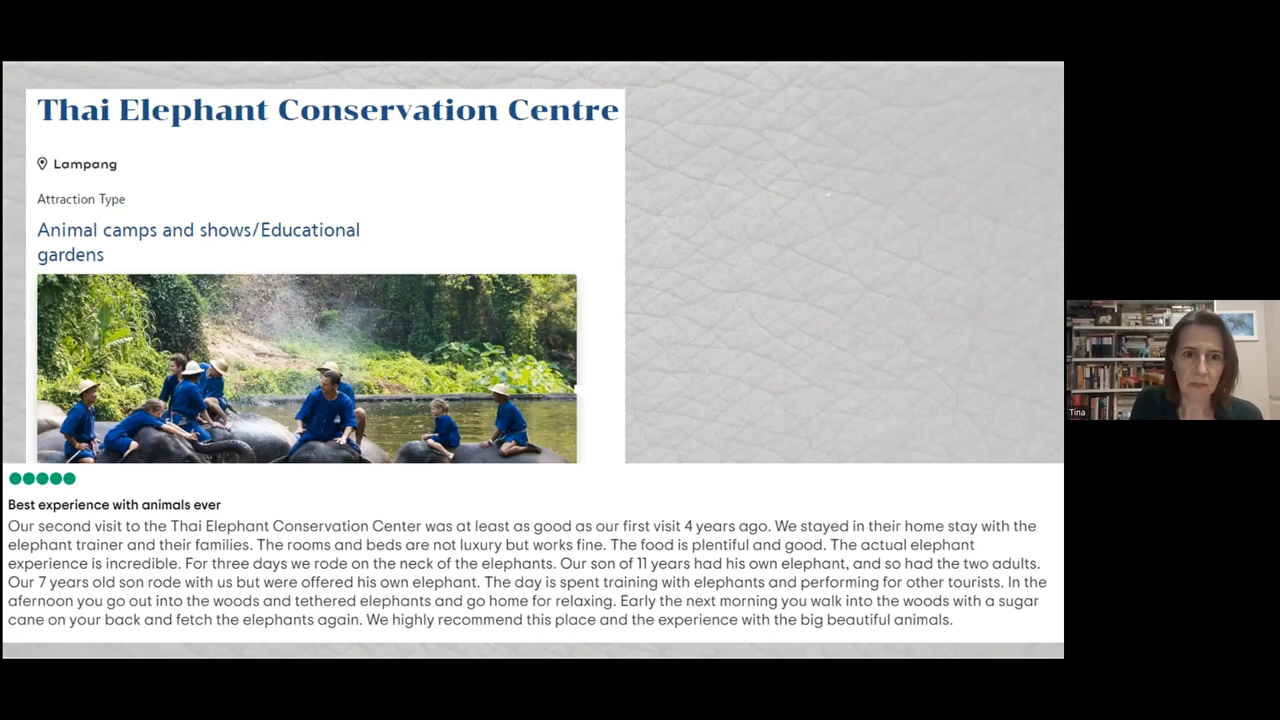 Thai Elephant Conservation Centre
Lampang
Attraction Type
Animal camps and shows/Educational
gardens
Best experience with animals ever
Our second visit to the Thai Elephant Conservation Center was at least as good as our first visit 4 years ago. We stayed in their home stay with the
elephant trainer and their families. The rooms and beds are not luxury but works fine. The food is plentiful and good. The actual elephant
experience is incredible. For three days we rode on the neck of the elephants. Our son of 11 years had his own elephant, and so had the two adults.
Our 7 years old son rode with us but were offered his own elephant. The day is spent training with elephants and performing for other tourists. In the
afernoon you go out into the woods and tethered elephants and go home for relaxing. Early the next morning you walk into the woods with a sugar
cane on your back and fetch the elephants again. We highly recommend this place and the experience with the big beautiful animals.
Tina